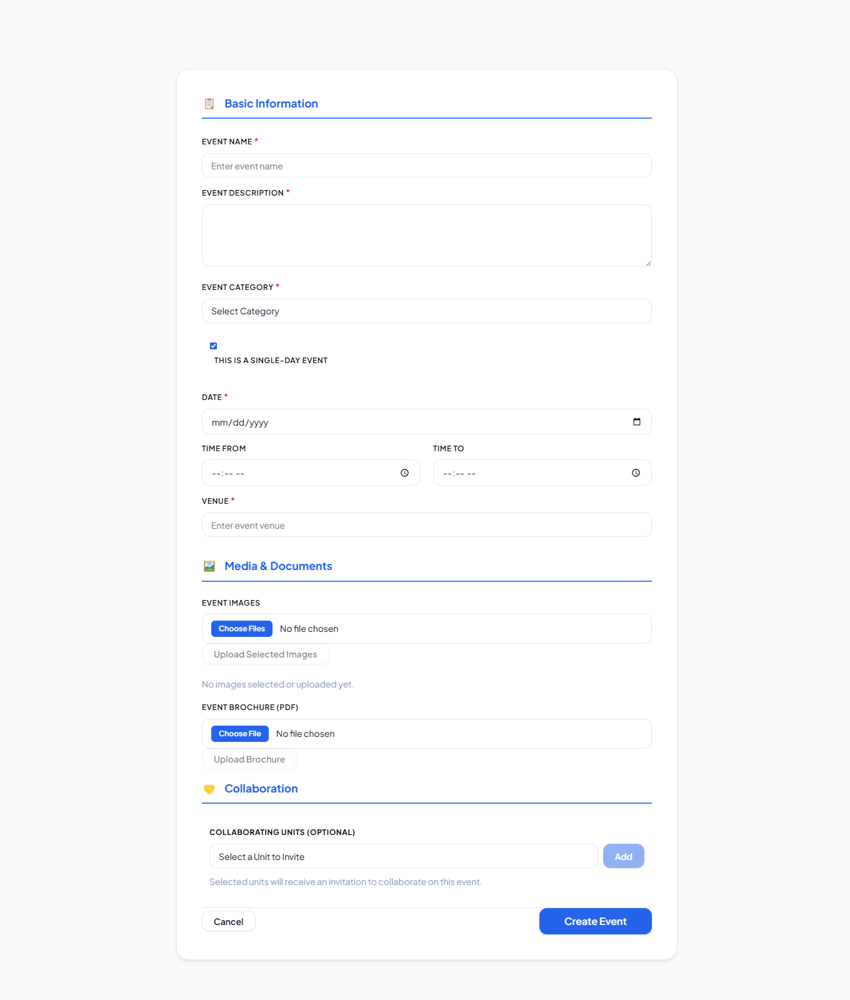 Basic Information
EVENT NAME *
Enter event name
EVENT DESCRIPTION *
EVENT CATEGORY *
Select Category
THIS IS A SINGLE-DAY EVENT
DATE *
mm/dd/yyyy
TIME FROM
TIME TO
--:-- --
--:-- --
VENUE *
Enter event venue
Media & Documents
EVENT IMAGES
Choose Files No file chosen
Upload Selected Images
No images selected or uploaded yet.
EVENT BROCHURE (PDF)
Choose File No file chosen
Upload Brochure
Collaboration
COLLABORATING UNITS (OPTIONAL)
Select a Unit to Invite
Add
Selected units will receive an invitation to collaborate on this event.
Cancel
Create Event